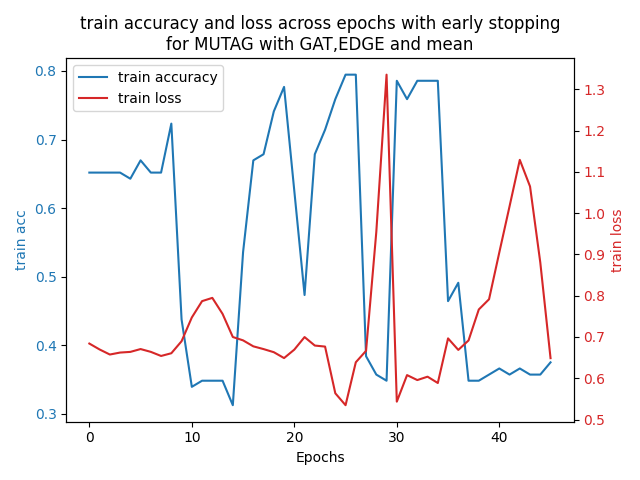 train accuracy and loss across epochs with early stopping
for MUTAG with GAT,EDGE and mean
train accuracy
train loss
0.8
0.7
0.6
0.5
0.4
0.3
train acc
1.3
1.2
1.1
1.0
0.9
0.8
0.7
0.6
0.5
train loss
0 10 20 30 40
Epochs